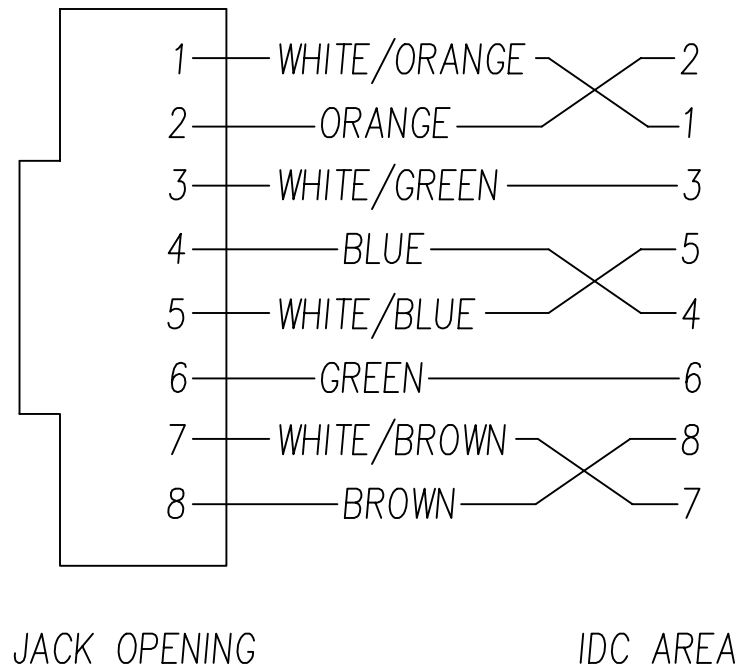 1 WHITE/ORANGE 2
2 ORANGE 1
3 WHITE/GREEN 3
4 BLUE 5
5 WHITE/BLUE 4
6 GREEN 6
7 WHITE/BROWN 8
8 BROWN 7
JACK OPENING IDC AREA